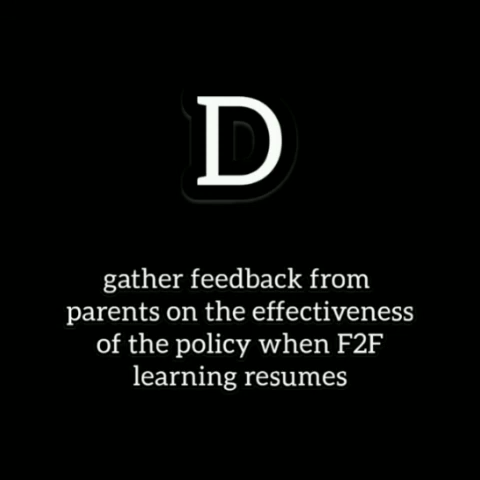 D
gather feedback from
parents on the effectiveness
of the policy when F2F
learning resumes